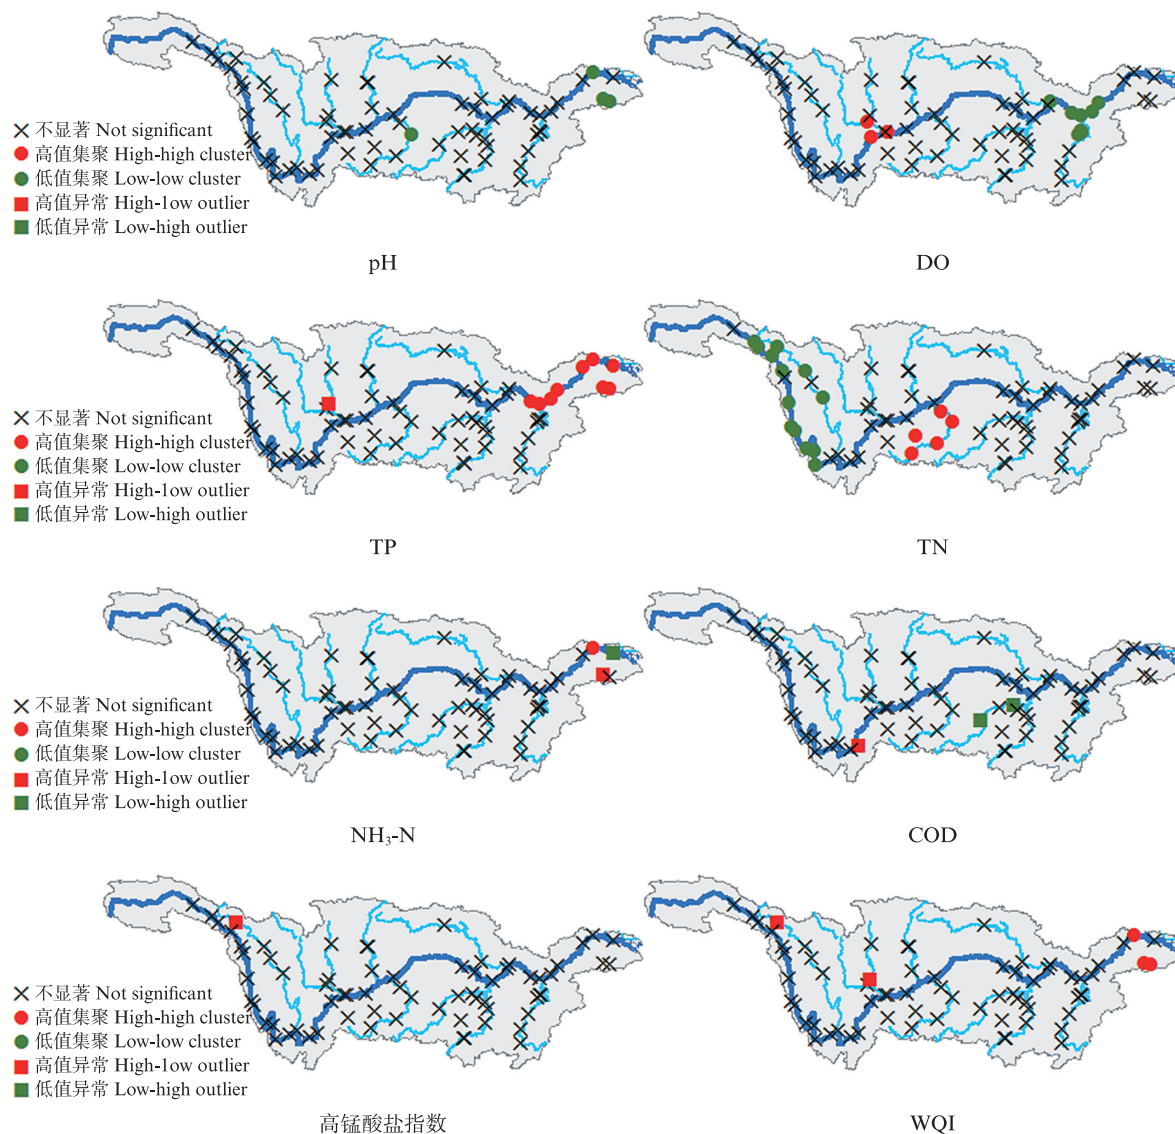 不显著 Not significant
高值集聚 High-high cluster
低值集聚 Low-low cluster
高值异常 High-1ow outlier
低值异常 Low-high outlier
pH
DO
不显著 Not significant
高值集聚 High-high cluster
低值集聚 Low-low cluster
高值异常 High-1ow outlier
低值异常 Low-high outlier
TP
TN
不显著 Not significant
高值集聚 High-high cluster
低值集聚 Low-low cluster
高值异常 High-1ow outlier
低值异常 Low-high outlier
NH₃-N
COD
不显著 Not significant
高值集聚 High-high cluster
低值集聚 Low-low cluster
高值异常 High-1ow outlier
低值异常 Low-high outlier
高锰酸盐指数
WQI